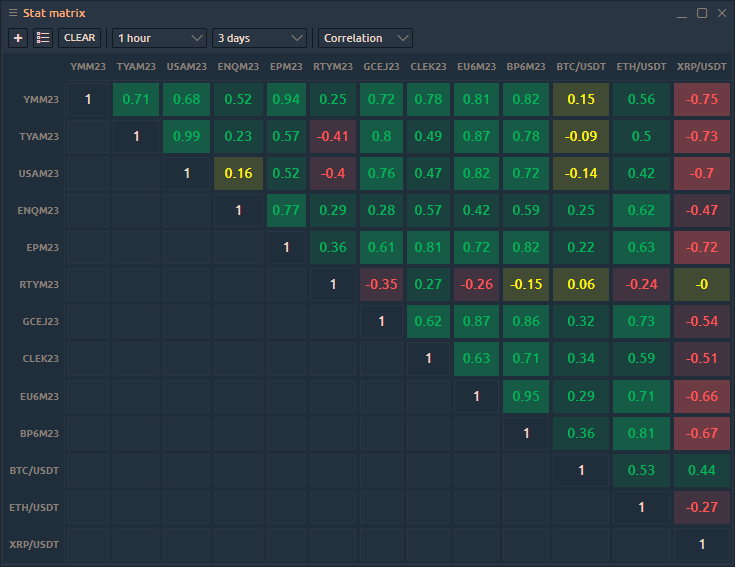 Stat matrix
+ CLEAR 1 hour 3 days Correlation
YMM23 TYAM23 USAM23 ENQM23 EPM23 RTYM23 GCEJ23 CLEK23 EU6M23 BP6M23 BTC/USDT ETH/USDT XRP/USDT
YMM23 1 0.71 0.68 0.52 0.94 0.25 0.72 0.78 0.81 0.82 0.15 0.56 -0.75
TYAM23 1 0.99 0.23 0.57 -0.41 0.8 0.49 0.87 0.78 -0.09 0.5 -0.73
USAM23 1 0.16 0.52 -0.4 0.76 0.47 0.82 0.72 -0.14 0.42 -0.7
ENQM23 1 0.77 0.29 0.28 0.57 0.42 0.59 0.25 0.62 -0.47
EPM23 1 0.36 0.61 0.81 0.72 0.82 0.22 0.63 -0.72
RTYM23 1 -0.35 0.27 -0.26 -0.15 0.06 -0.24 -0
GCEJ23 1 0.62 0.87 0.86 0.32 0.73 -0.54
CLEK23 1 0.63 0.71 0.34 0.59 -0.51
EU6M23 1 0.95 0.29 0.71 -0.66
BP6M23 1 0.36 0.81 -0.67
BTC/USDT 1 0.53 0.44
ETH/USDT 1 -0.27
XRP/USDT 1